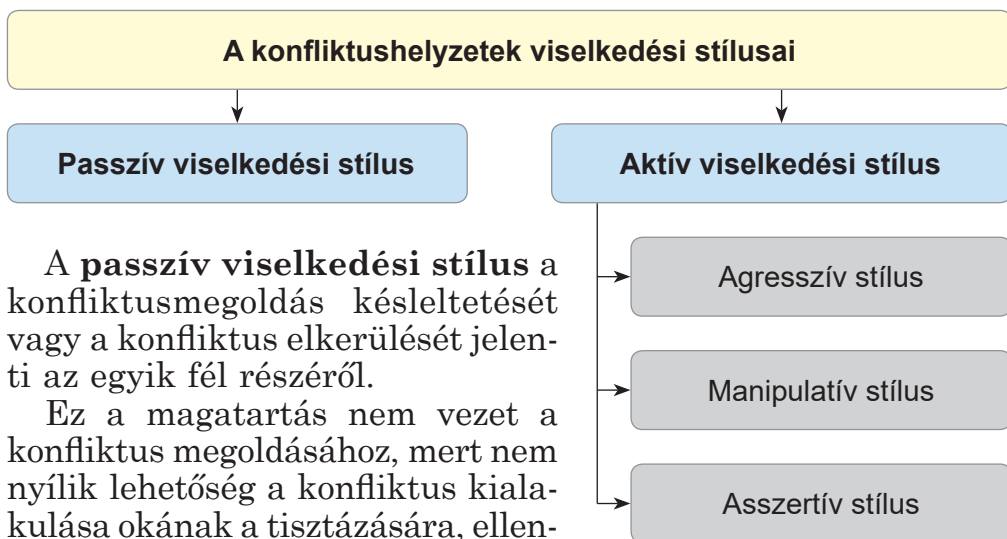 A konfliktushelyzetek viselkedési stílusai
Passzív viselkedési stílus
Aktív viselkedési stílus
Agresszív stílus
Manipulatív stílus
Asszertív stílus
A passzív viselkedési stílus a
konfliktusmegoldás késleltetését
vagy a konfliktus elkerülését jelen-
ti az egyik fél részéről.
Ez a magatartás nem vezet a
konfliktus megoldásához, mert nem
nyílik lehetőség a konfliktus kiala-
kulása okának a tisztázására, ellen-